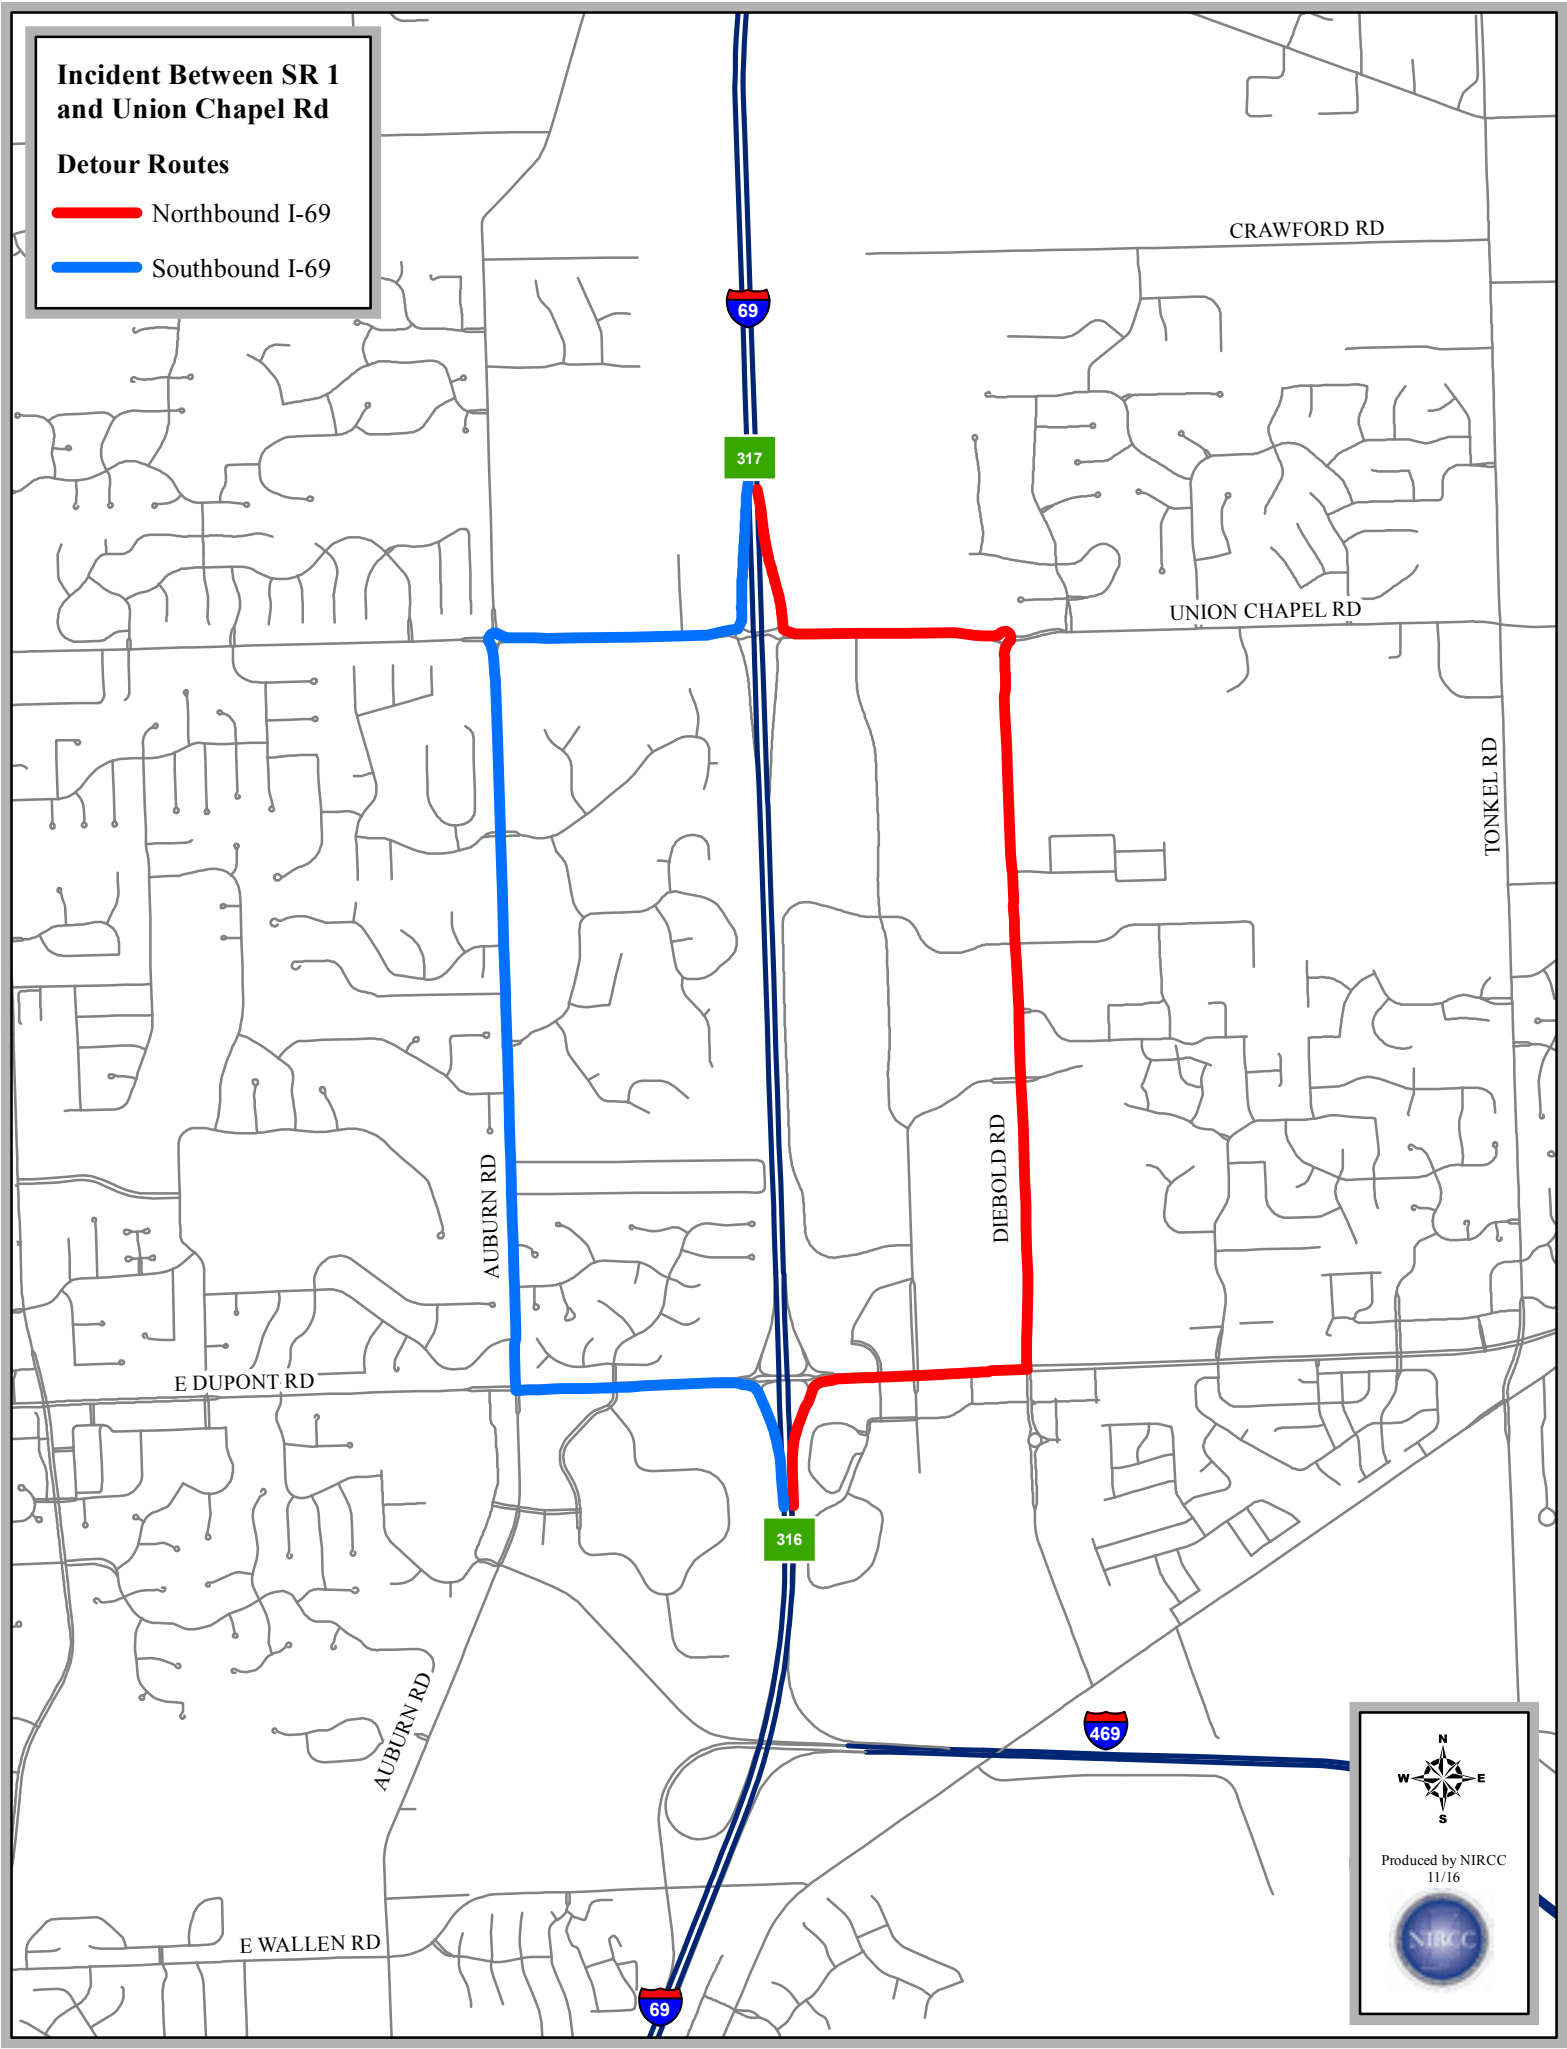 Incident Between SR 1
and Union Chapel Rd
Detour Routes
Northbound I-69
Southbound I-69
CRAWFORD RD
69
317
UNION CHAPEL RD
TONKEL RD
DIEBOLD RD
AUBURN RD
E DUPONT RD
316
AUBURN RD
469
N
W E
S
Produced by NIRCC
11/16
NIRCC
E WALLEN RD
69